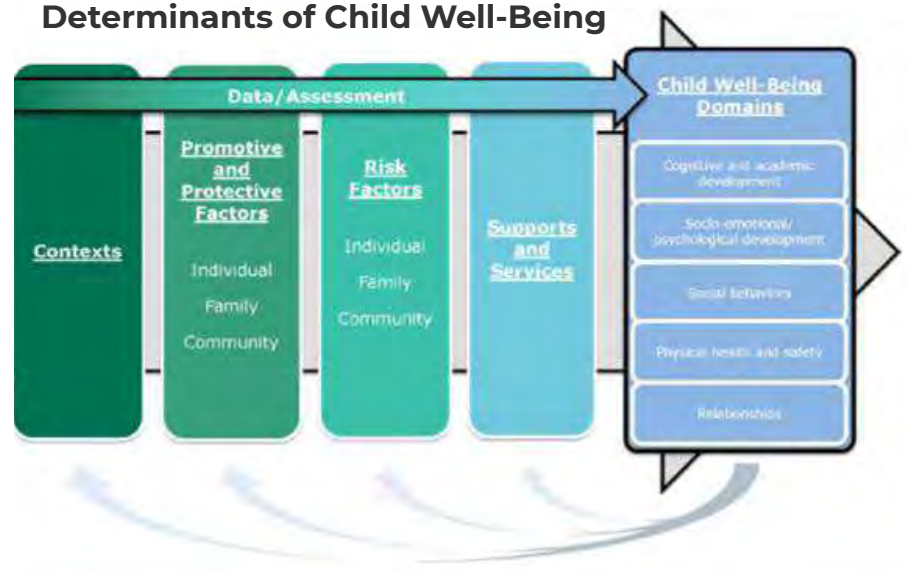 Determinants of Child Well-Being
Data/Assessment
Contexts
Promotive
and
Protective
Factors
Individual
Family
Community
Risk
Factors
Individual
Family
Community
Supports
and
Services
Child Well-Being
Domains
Cognitive and academic
development
Socio-emotional/
psychological development
Social behaviors
Physical health and safety
Relationships